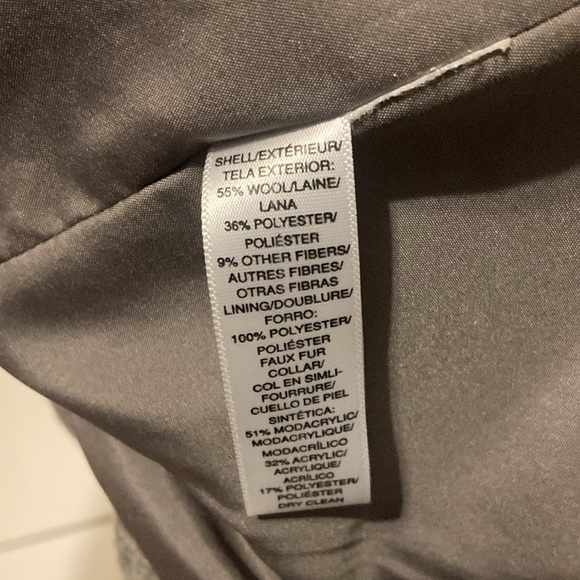 SHELL/EXTÉRIEUR/
TELA EXTERIOR:
55% WOOL/LAINE/
LANA
36% POLYESTER/
POLIÉSTER
9% OTHER FIBERS/
AUTRES FIBRES/
OTRAS FIBRAS
LINING/DOUBLURE/
FORRO:
100% POLYESTER/
POLIÉSTER
FAUX FUR
COLLAR/
COL EN SIMLI-
FOURRURE/
CUELLO DE PIEL
SINTÉTICA:
51% MODACRYLIC/
MODACRYLIQUE/
MODACRÍLICO
32% ACRYLIC/
ACRYLIQUE/
ACRÍLICO
17% POLYESTER/
POLIÉSTER
DRY CLEAN